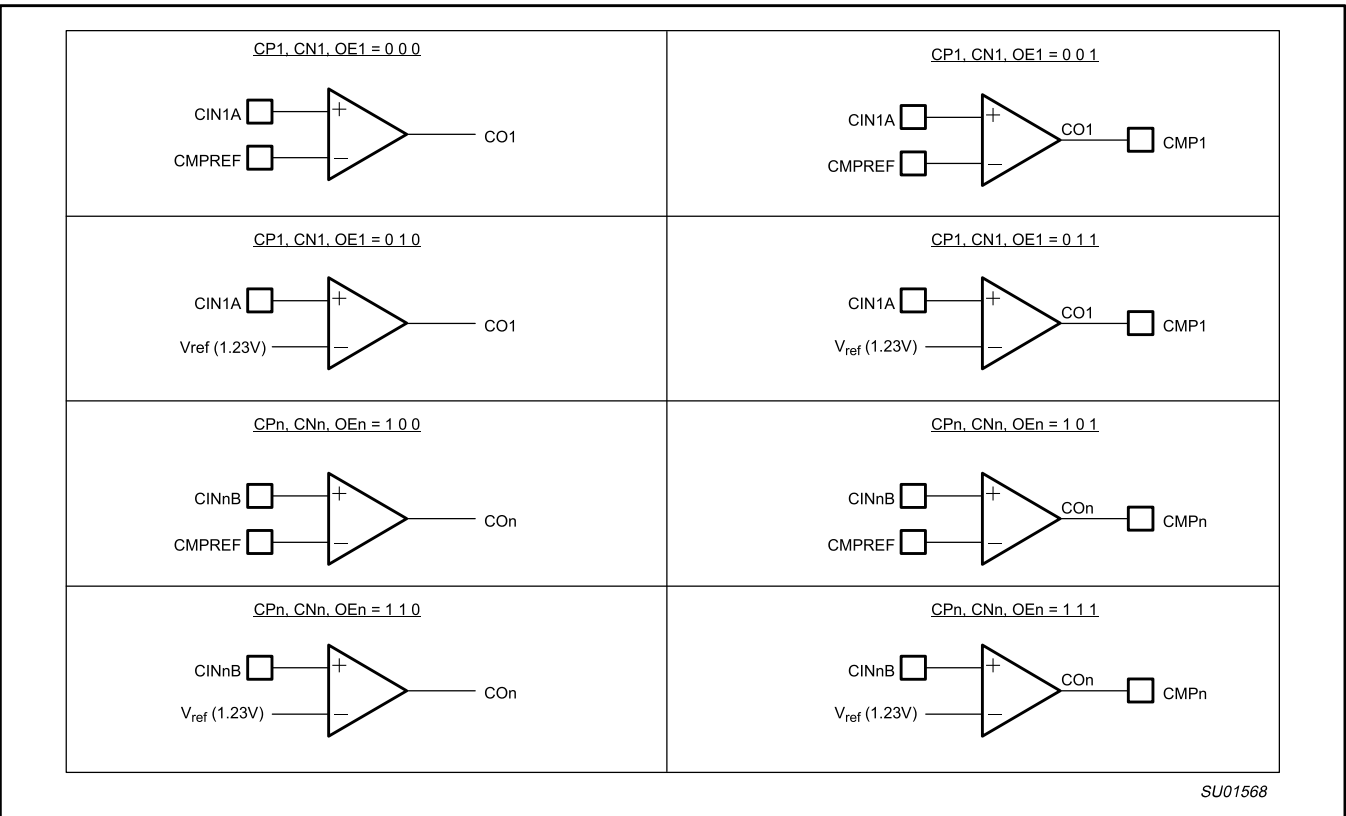 CP1, CN1, OE1 = 0 0 0
CIN1A
+
CO1
CMPREF
−
CP1, CN1, OE1 = 0 0 1
CIN1A
+
CO1
CMP1
CMPREF
−
CP1, CN1, OE1 = 0 1 0
CIN1A
+
CO1
Vref (1.23V)
−
CP1, CN1, OE1 = 0 1 1
CIN1A
+
CO1
CMP1
Vref (1.23V)
−
CPn, CNn, OEn = 1 0 0
CINnB
+
COn
CMPREF
−
CPn, CNn, OEn = 1 0 1
CINnB
+
COn
CMPn
CMPREF
−
CPn, CNn, OEn = 1 1 0
CINnB
+
COn
Vref (1.23V)
−
CPn, CNn, OEn = 1 1 1
CINnB
+
COn
CMPn
Vref (1.23V)
−
SU01568